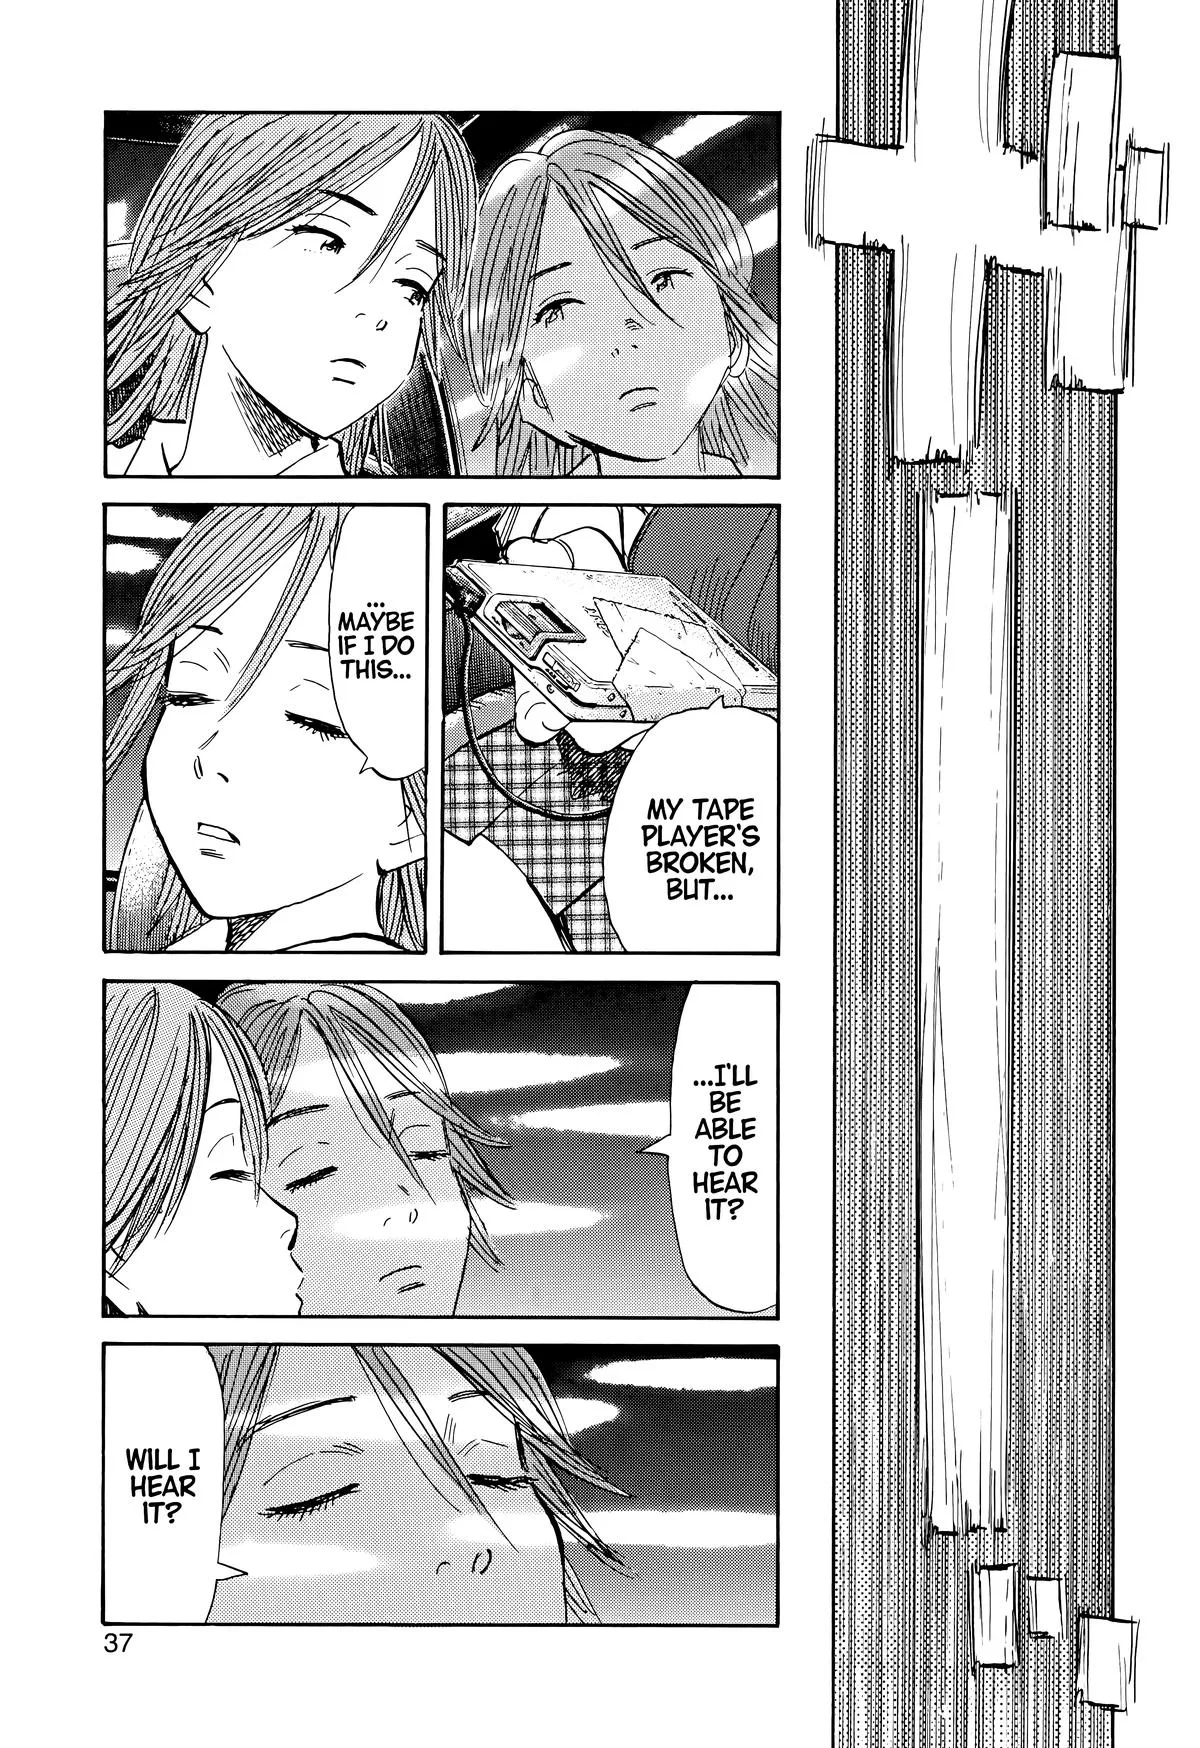 MY TAPE
PLAYER'S
BROKEN,
BUT...
...
MAYBE
IF I DO
THIS...
...I'LL
BE
ABLE
TO
HEAR
IT?
WILL I
HEAR
IT?
37